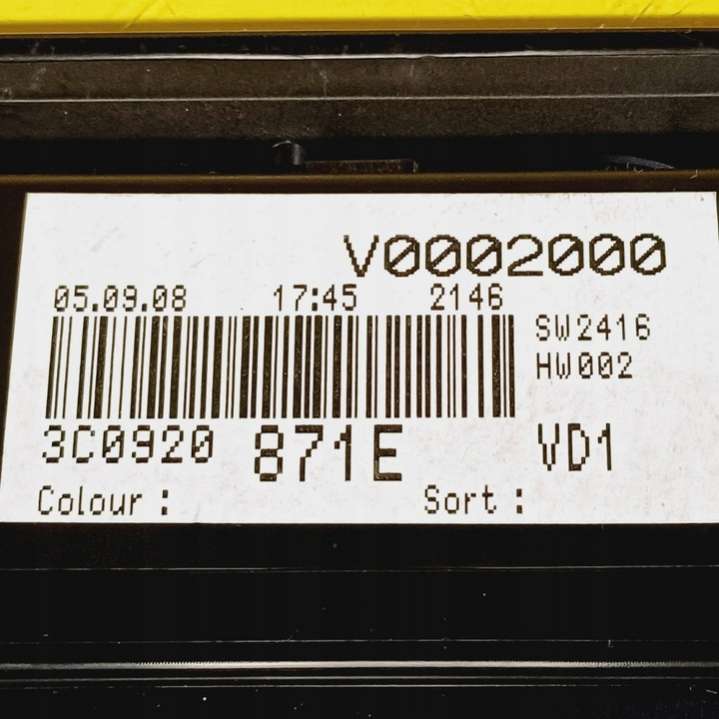 V0002000
05.09.08 17:45 2146
SW2416
HW002
3C0920 871E VD1
Colour : Sort :